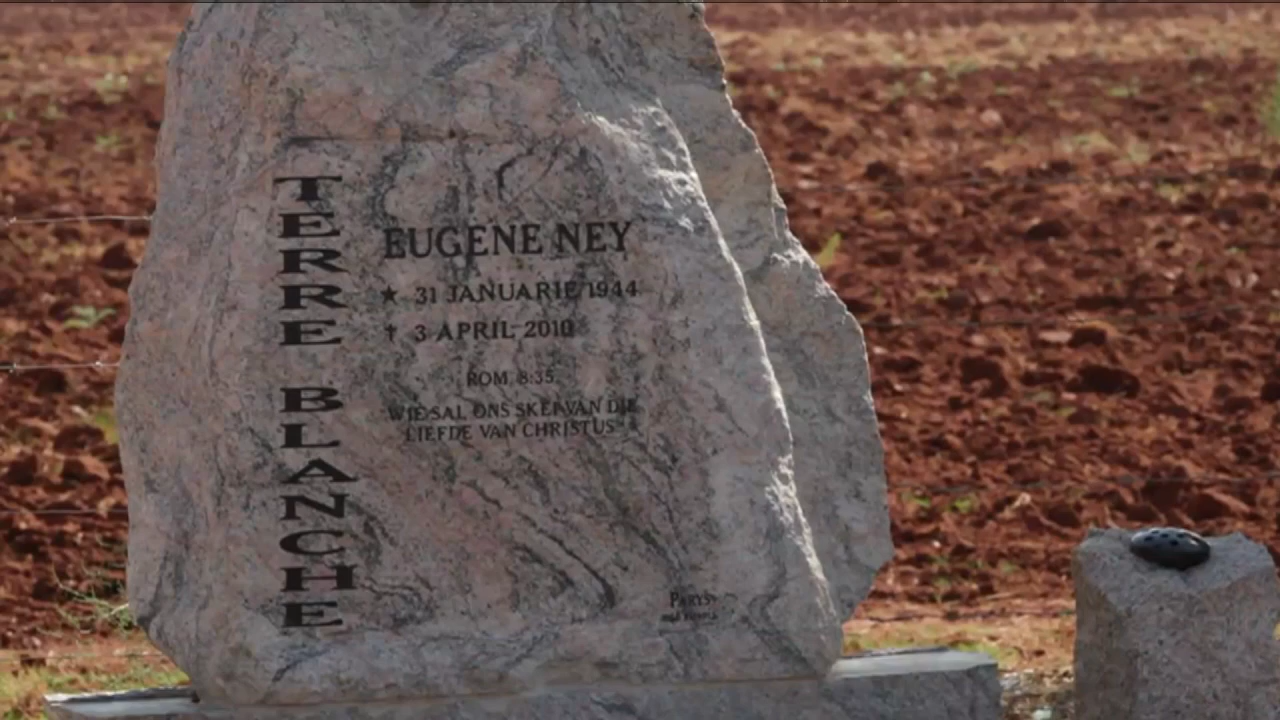 TERRE BLANCHE
EUGENE NEY
★ 31 JANUARIE 1944
† 3 APRIL 2010
ROM. 8:35
WIE SAL ONS SKEI VAN DIE
LIEFDE VAN CHRISTUS
PARYS